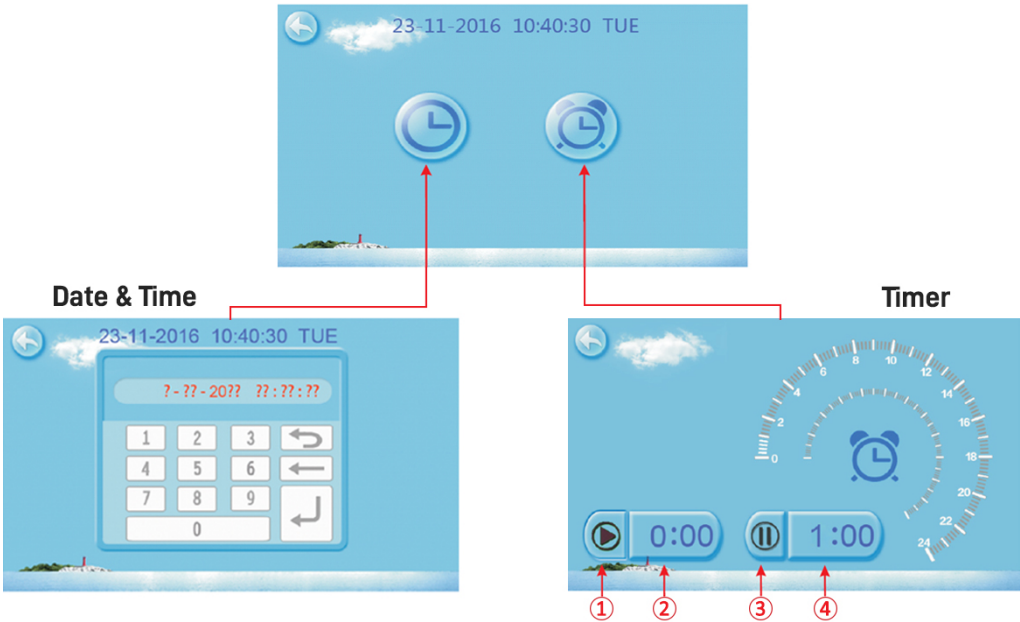 23-11-2016 10:40:30 TUE
Date & Time
Timer
23-11-2016 10:40:30 TUE
?-??-20?? ??:??:??
1 2 3
4 5 6
7 8 9
0
0 2 4 6 8 10 12 14 16 18 20 22 24
0:00 1:00
① ② ③ ④